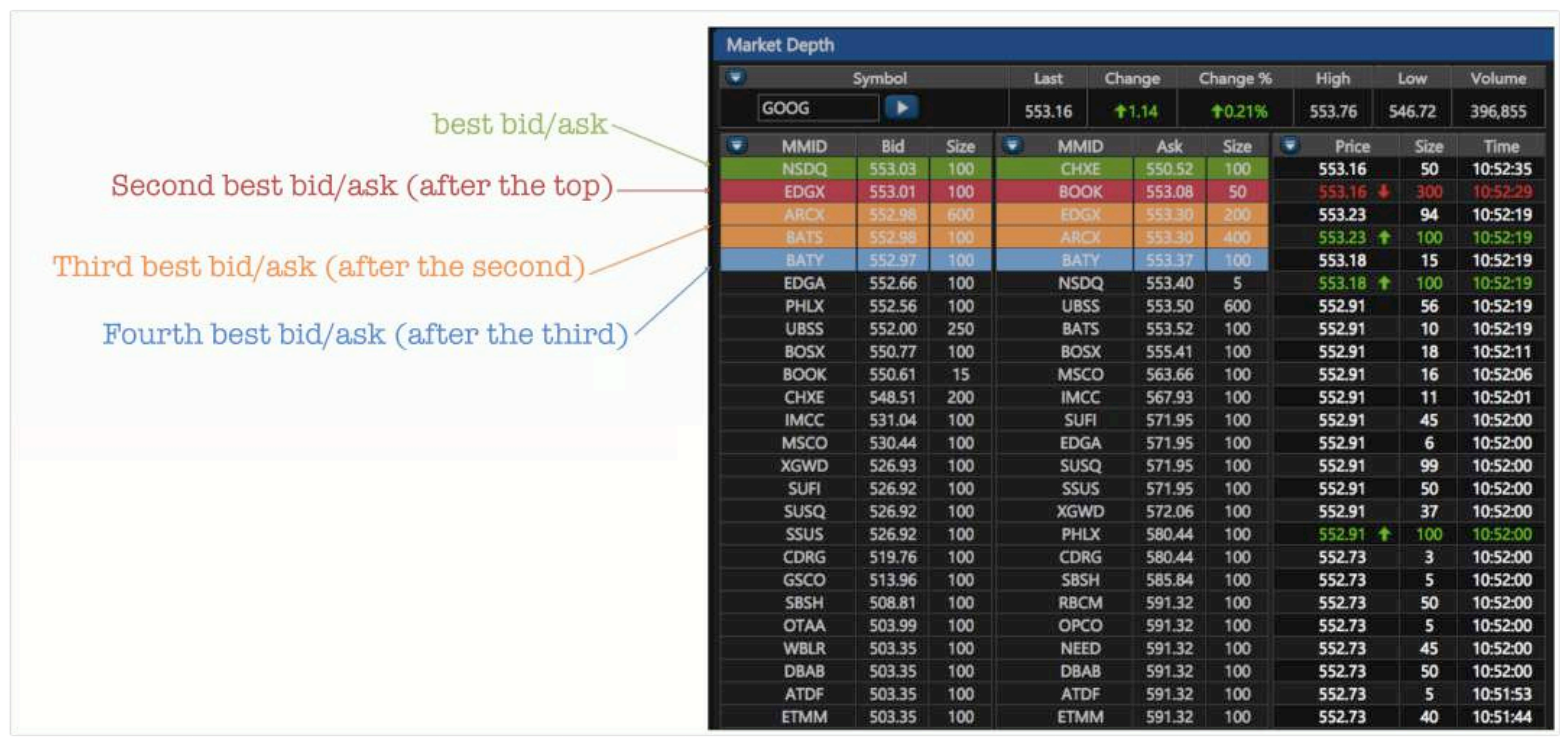 Market Depth
Symbol Last Change Change % High Low Volume
GOOG 553.16 1.14 0.21% 553.76 546.72 396,855
best bid/ask
Second best bid/ask (after the top)
Third best bid/ask (after the second)
Fourth best bid/ask (after the third)
MMID Bid Size MMID Ask Size Price Size Time
NSDQ 553.03 100 CHXE 550.52 100 553.16 50 10:52:35
EDGX 553.01 100 BOOK 553.08 50 553.16 300 10:52:29
ARCX 552.98 600 EDGX 553.30 200 553.23 94 10:52:19
BATS 552.98 100 ARCX 553.30 400 553.23 100 10:52:19
BATY 552.97 100 BATY 553.37 100 553.18 15 10:52:19
EDGA 552.66 100 NSDQ 553.40 5 553.18 100 10:52:19
PHLX 552.56 100 UBSS 553.50 600 552.91 56 10:52:19
UBSS 552.00 250 BATS 553.52 100 552.91 10 10:52:19
BOSX 550.77 100 BOSX 555.41 100 552.91 18 10:52:11
BOOK 550.61 15 MSCO 563.66 100 552.91 16 10:52:06
CHXE 548.51 200 IMCC 567.93 100 552.91 11 10:52:01
IMCC 531.04 100 SUFI 571.95 100 552.91 45 10:52:00
MSCO 530.44 100 EDGA 571.95 100 552.91 6 10:52:00
XGWD 526.93 100 SUSQ 571.95 100 552.91 99 10:52:00
SUFI 526.92 100 SSUS 571.95 100 552.91 50 10:52:00
SUSQ 526.92 100 XGWD 572.06 100 552.91 37 10:52:00
SSUS 526.92 100 PHLX 580.44 100 552.91 100 10:52:00
CDRG 519.76 100 CDRG 580.44 100 552.73 3 10:52:00
GSCO 513.96 100 SBSH 585.84 100 552.73 5 10:52:00
SBSH 508.81 100 RBCM 591.32 100 552.73 50 10:52:00
OTAA 503.99 100 OPCO 591.32 100 552.73 5 10:52:00
WBLR 503.35 100 NEED 591.32 100 552.73 45 10:52:00
DBAB 503.35 100 DBAB 591.32 100 552.73 50 10:52:00
ATDF 503.35 100 ATDF 591.32 100 552.73 5 10:51:53
ETMM 503.35 100 ETMM 591.32 100 552.73 40 10:51:44